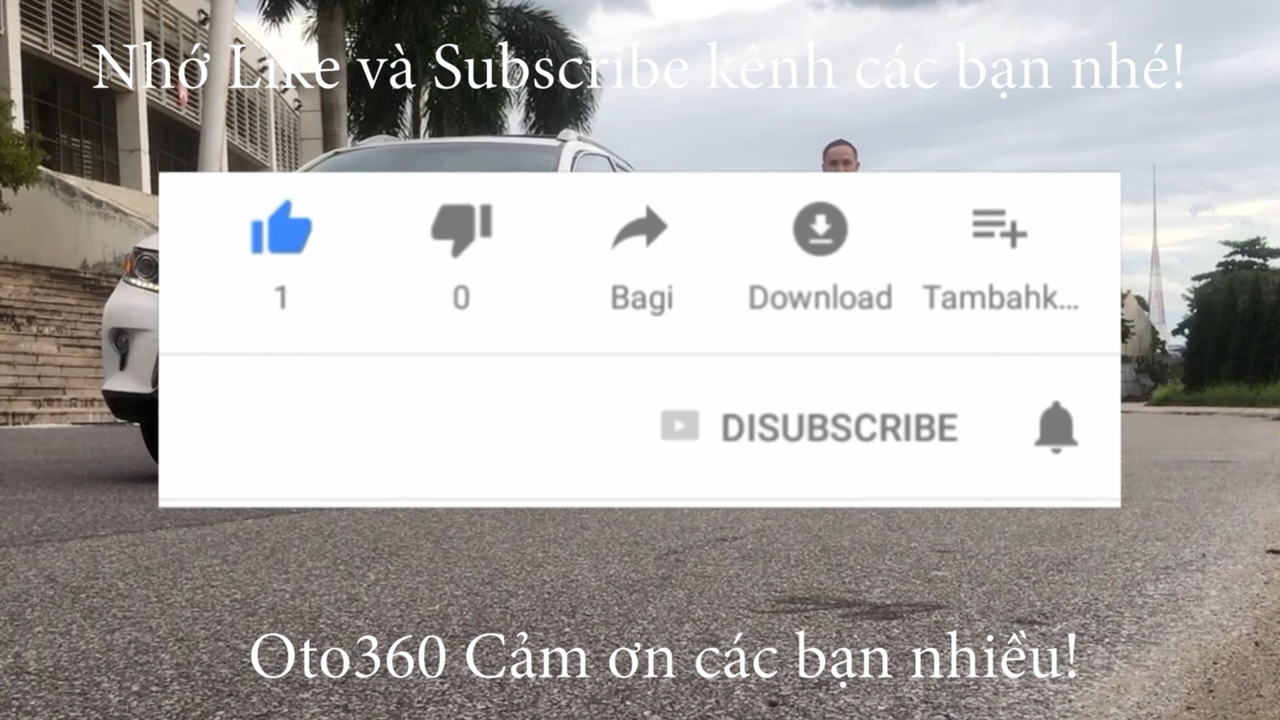 Nhớ Like và Subscribe kênh các bạn nhé!
1 0 Bagi Download Tambahk...
DISUBSCRIBE
Oto360 Cảm ơn các bạn nhiều!